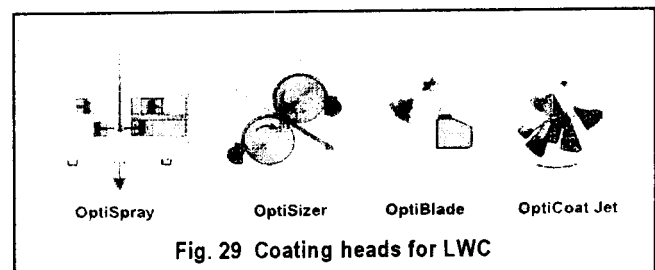 OptiSpray OptiSizer OptiBlade OptiCoat Jet
Fig. 29 Coating heads for LWC